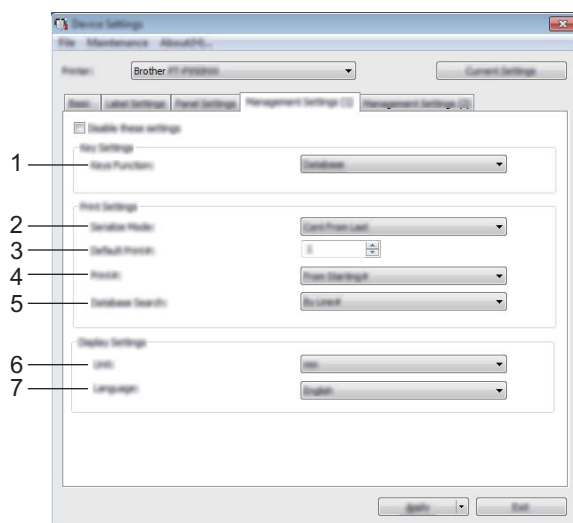 Device Settings
File Maintenance About(H)...
Printer: Brother Current Settings
Basic Label Settings Panel Settings Management Settings [1] Management Settings [2]
Disable these settings
Key Settings
1 Keys Function: Database
Print Settings
2 Serialize Mode: Cont From Last
3 Default Print#: 1
4 Print#: From Starting#
5 Database Search: By Line#
Display Settings
6 Unit: mm
7 Language: English
Apply Exit